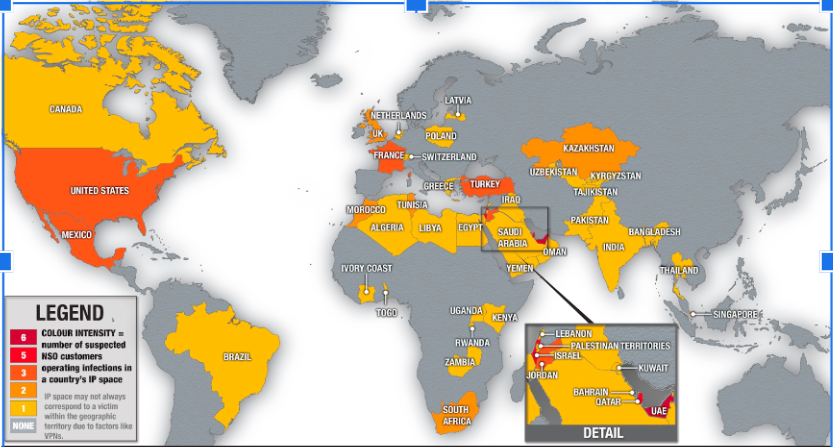 CANADA
UNITED STATES
MEXICO
BRAZIL
LATVIA
NETHERLANDS
UK
POLAND
FRANCE
SWITZERLAND
GREECE
TURKEY
KAZAKHSTAN
UZBEKISTAN
KYRGYZSTAN
TAJIKISTAN
MOROCCO
TUNISIA
ALGERIA
LIBYA
EGYPT
IRAQ
SAUDI
ARABIA
OMAN
YEMEN
PAKISTAN
INDIA
BANGLADESH
THAILAND
SINGAPORE
IVORY COAST
TOGO
UGANDA
KENYA
RWANDA
ZAMBIA
SOUTH
AFRICA
LEGEND
6
5
3
2
1
NONE
COLOUR INTENSITY =
number of suspected
NSO customers
operating infections in
a country's IP space
IP space may not always
correspond to a victim
within the geographic
territory due to factors like
VPNs.
LEBANON
PALESTINIAN TERRITORIES
ISRAEL
JORDAN
KUWAIT
BAHRAIN
QATAR
UAE
DETAIL